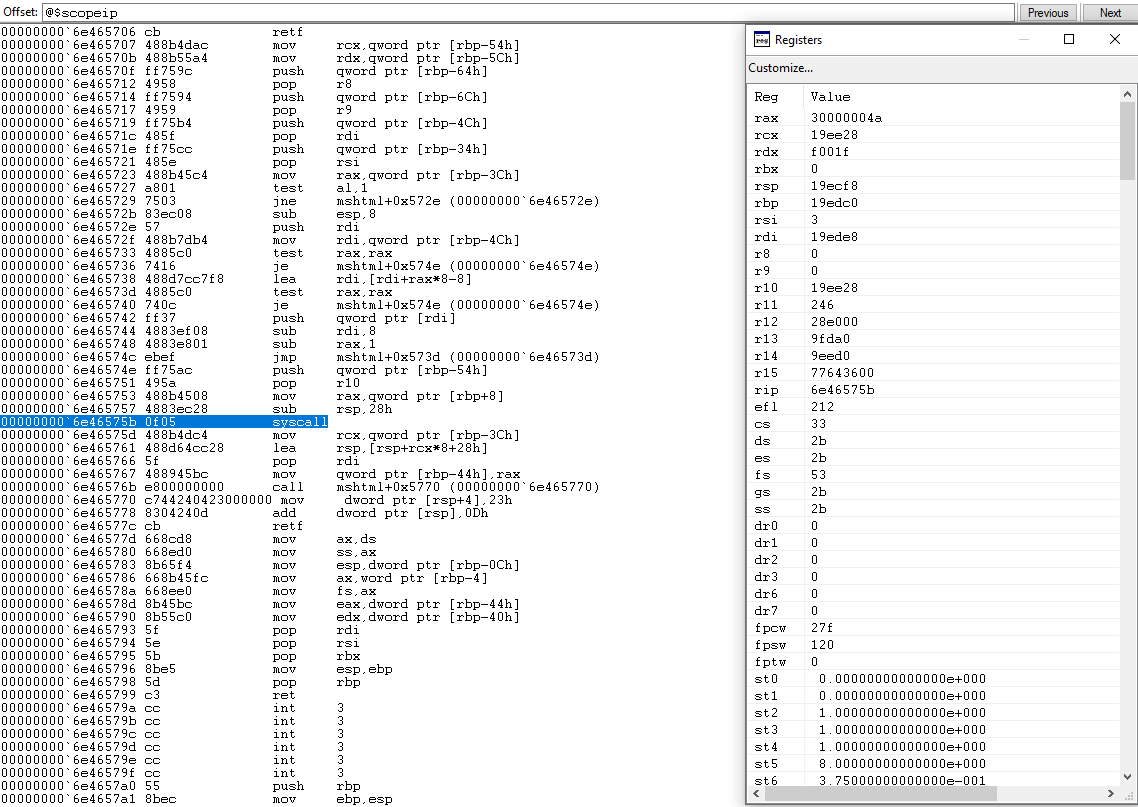 Offset: @$scopeip
Previous Next
00000000`6e465706 cb retf
00000000`6e465707 488b4dac mov rcx,qword ptr [rbp-54h]
00000000`6e46570b 488b55a4 mov rdx,qword ptr [rbp-5Ch]
00000000`6e46570f ff759c push qword ptr [rbp-64h]
00000000`6e465712 4958 pop r8
00000000`6e465714 ff7594 push qword ptr [rbp-6Ch]
00000000`6e465717 4959 pop r9
00000000`6e465719 ff75b4 push qword ptr [rbp-4Ch]
00000000`6e46571c 485f pop rdi
00000000`6e46571e ff75cc push qword ptr [rbp-34h]
00000000`6e465721 485e pop rsi
00000000`6e465723 488b45c4 mov rax,qword ptr [rbp-3Ch]
00000000`6e465727 a801 test al,1
00000000`6e465729 7503 jne mshtml+0x572e (00000000`6e46572e)
00000000`6e46572b 83ec08 sub esp,8
00000000`6e46572e 57 push rdi
00000000`6e46572f 488b7db4 mov rdi,qword ptr [rbp-4Ch]
00000000`6e465733 4885c0 test rax,rax
00000000`6e465736 7416 je mshtml+0x574e (00000000`6e46574e)
00000000`6e465738 488d7cc7f8 lea rdi,[rdi+rax*8-8]
00000000`6e46573d 4885c0 test rax,rax
00000000`6e465740 740c je mshtml+0x574e (00000000`6e46574e)
00000000`6e465742 ff37 push qword ptr [rdi]
00000000`6e465744 4883ef08 sub rdi,8
00000000`6e465748 4883e801 sub rax,1
00000000`6e46574c ebef jmp mshtml+0x573d (00000000`6e46573d)
00000000`6e46574e ff75ac push qword ptr [rbp-54h]
00000000`6e465751 495a pop r10
00000000`6e465753 488b4508 mov rax,qword ptr [rbp+8]
00000000`6e465757 4883ec28 sub rsp,28h
00000000`6e46575b 0f05 syscall
00000000`6e46575d 488b4dc4 mov rcx,qword ptr [rbp-3Ch]
00000000`6e465761 488d64cc28 lea rsp,[rsp+rcx*8+28h]
00000000`6e465766 5f pop rdi
00000000`6e465767 488945bc mov qword ptr [rbp-44h],rax
00000000`6e46576b e800000000 call mshtml+0x5770 (00000000`6e465770)
00000000`6e465770 c744240423000000 mov dword ptr [rsp+4],23h
00000000`6e465778 8304240d add dword ptr [rsp],0Dh
00000000`6e46577c cb retf
00000000`6e46577d 668cd8 mov ax,ds
00000000`6e465780 668ed0 mov ss,ax
00000000`6e465783 8b65f4 mov esp,dword ptr [rbp-0Ch]
00000000`6e465786 668b45fc mov ax,word ptr [rbp-4]
00000000`6e46578a 668ee0 mov fs,ax
00000000`6e46578d 8b45bc mov eax,dword ptr [rbp-44h]
00000000`6e465790 8b55c0 mov edx,dword ptr [rbp-40h]
00000000`6e465793 5f pop rdi
00000000`6e465794 5e pop rsi
00000000`6e465795 5b pop rbx
00000000`6e465796 8be5 mov esp,ebp
00000000`6e465798 5d pop rbp
00000000`6e465799 c3 ret
00000000`6e46579a cc int 3
00000000`6e46579b cc int 3
00000000`6e46579c cc int 3
00000000`6e46579d cc int 3
00000000`6e46579e cc int 3
00000000`6e46579f cc int 3
00000000`6e4657a0 55 push rbp
00000000`6e4657a1 8bec mov ebp,esp
reg Registers
Customize...
Reg Value
rax 30000004a
rcx 19ee28
rdx f001f
rbx 0
rsp 19ecf8
rbp 19edc0
rsi 3
rdi 19ede8
r8 0
r9 0
r10 19ee28
r11 246
r12 28e000
r13 9fda0
r14 9eed0
r15 77643600
rip 6e46575b
efl 212
cs 33
ds 2b
es 2b
fs 53
gs 2b
ss 2b
dr0 0
dr1 0
dr2 0
dr3 0
dr6 0
dr7 0
fpcw 27f
fpsw 120
fptw 0
st0 0.00000000000000e+000
st1 0.00000000000000e+000
st2 1.00000000000000e+000
st3 1.00000000000000e+000
st4 1.00000000000000e+000
st5 8.00000000000000e+000
st6 3.75000000000000e-001